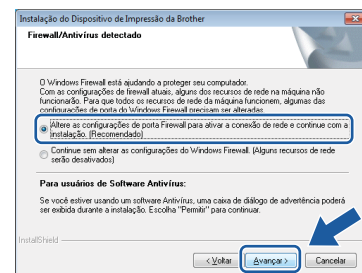 Instalação do Dispositivo de Impressão da Brother
Firewall/Antivírus detectado
O Windows Firewall está ajudando a proteger seu computador.
Com as configurações de firewall atuais, alguns dos recursos de rede na máquina não
funcionarão. Para que todos os recursos de rede da máquina funcionem, algumas das
configurações de porta do Windows Firewall precisam ser alteradas.
Altere as configurações de porta Firewall para ativar a conexão de rede e continue com a
instalação. (Recomendado)
Continue sem alterar as configurações do Windows Firewall. (Alguns recursos de rede
serão desativados)
Para usuários de Software Antivírus:
Se você estiver usando um software Antivírus, uma caixa de diálogo de advertência poderá
ser exibida durante a instalação. Escolha "Permitir" para continuar.
InstallShield
< Voltar Avançar > Cancelar